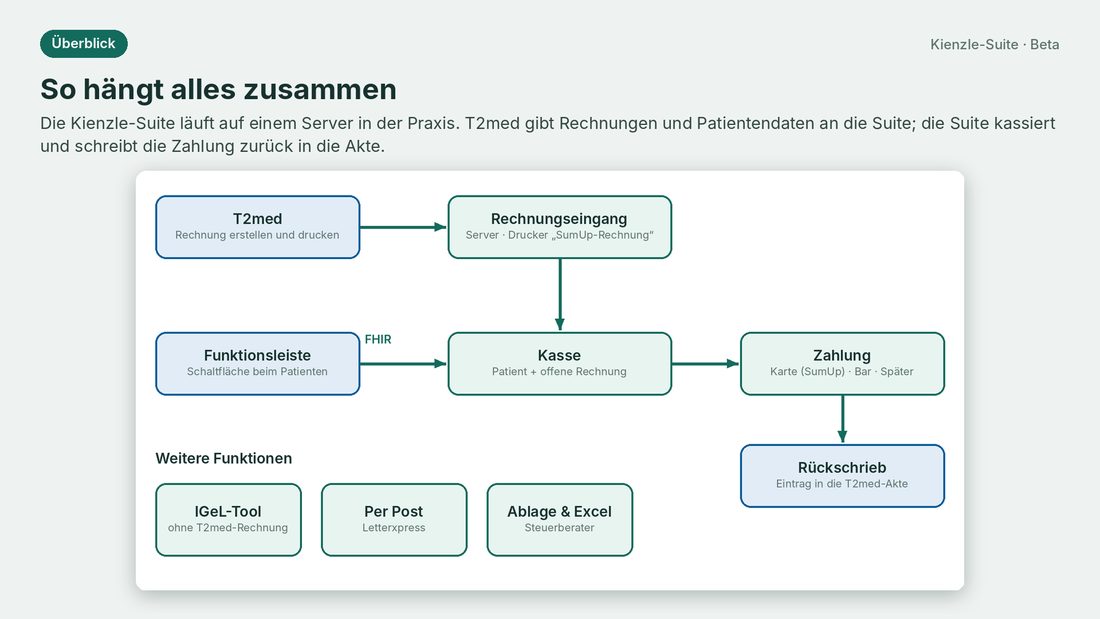 Überblick
Kienzle-Suite · Beta
So hängt alles zusammen
Die Kienzle-Suite läuft auf einem Server in der Praxis. T2med gibt Rechnungen und Patientendaten an die Suite; die Suite kassiert
und schreibt die Zahlung zurück in die Akte.
T2med
Rechnung erstellen und drucken
Rechnungseingang
Server · Drucker „SumUp-Rechnung“
Funktionsleiste
Schaltfläche beim Patienten
FHIR
Kasse
Patient + offene Rechnung
Zahlung
Karte (SumUp) · Bar · Später
Rückschrieb
Eintrag in die T2med-Akte
Weitere Funktionen
IGeL-Tool
ohne T2med-Rechnung
Per Post
Letterxpress
Ablage & Excel
Steuerberater